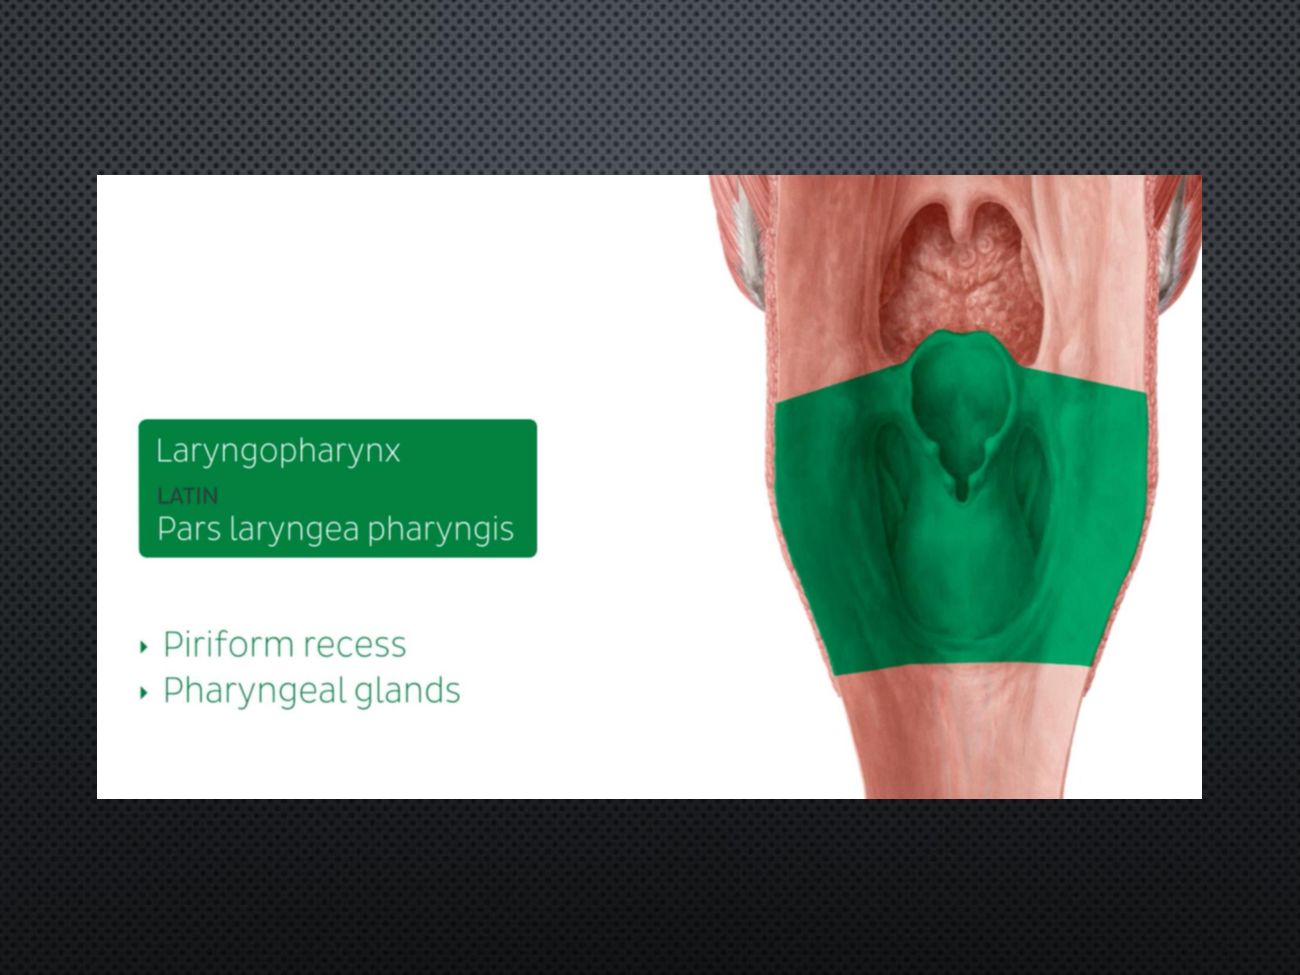 Laryngopharynx
LATIN
Pars laryngea pharyngis
Piriform recess
Pharyngeal glands